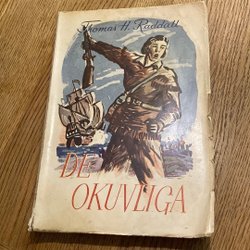 Thomas H. Raddall
DE
OKUVLIGA